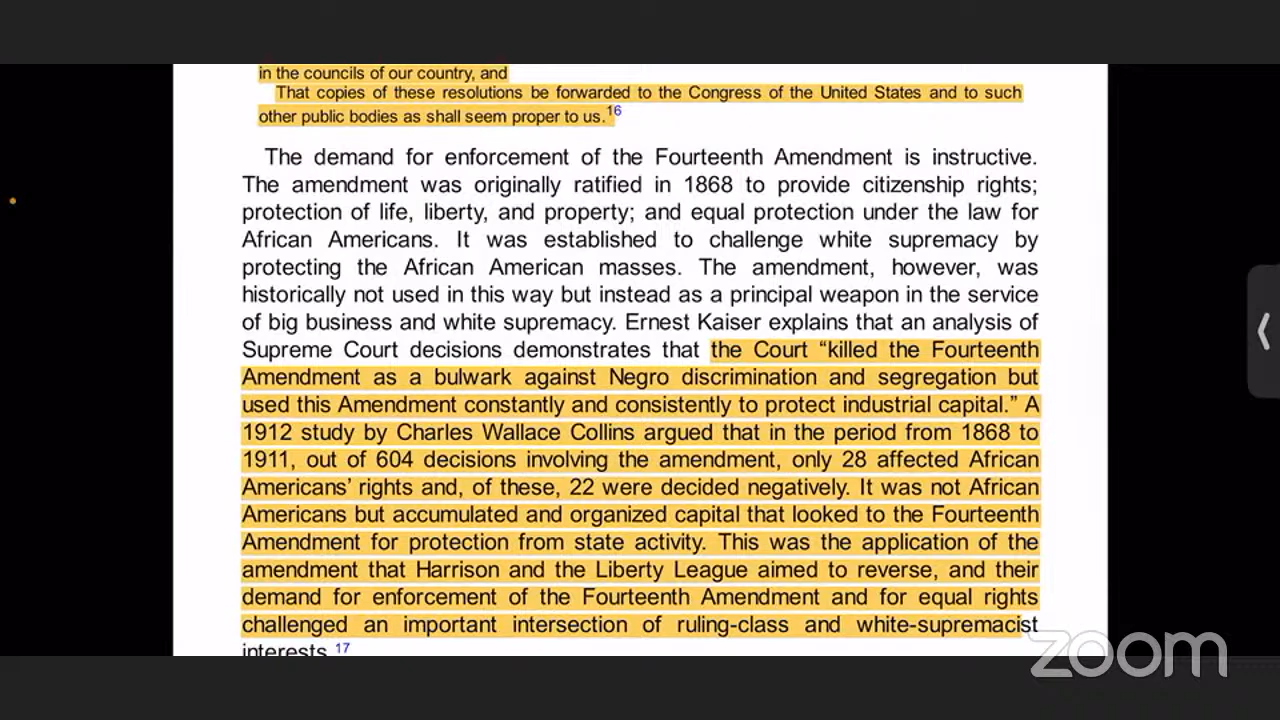 in the councils of our country, and
That copies of these resolutions be forwarded to the Congress of the United States and to such
other public bodies as shall seem proper to us.16
The demand for enforcement of the Fourteenth Amendment is instructive.
The amendment was originally ratified in 1868 to provide citizenship rights;
protection of life, liberty, and property; and equal protection under the law for
African Americans. It was established to challenge white supremacy by
protecting the African American masses. The amendment, however, was
historically not used in this way but instead as a principal weapon in the service
of big business and white supremacy. Ernest Kaiser explains that an analysis of
Supreme Court decisions demonstrates that the Court “killed the Fourteenth
Amendment as a bulwark against Negro discrimination and segregation but
used this Amendment constantly and consistently to protect industrial capital.” A
1912 study by Charles Wallace Collins argued that in the period from 1868 to
1911, out of 604 decisions involving the amendment, only 28 affected African
Americans’ rights and, of these, 22 were decided negatively. It was not African
Americans but accumulated and organized capital that looked to the Fourteenth
Amendment for protection from state activity. This was the application of the
amendment that Harrison and the Liberty League aimed to reverse, and their
demand for enforcement of the Fourteenth Amendment and for equal rights
challenged an important intersection of ruling-class and white-supremacist
interests.17
zoom